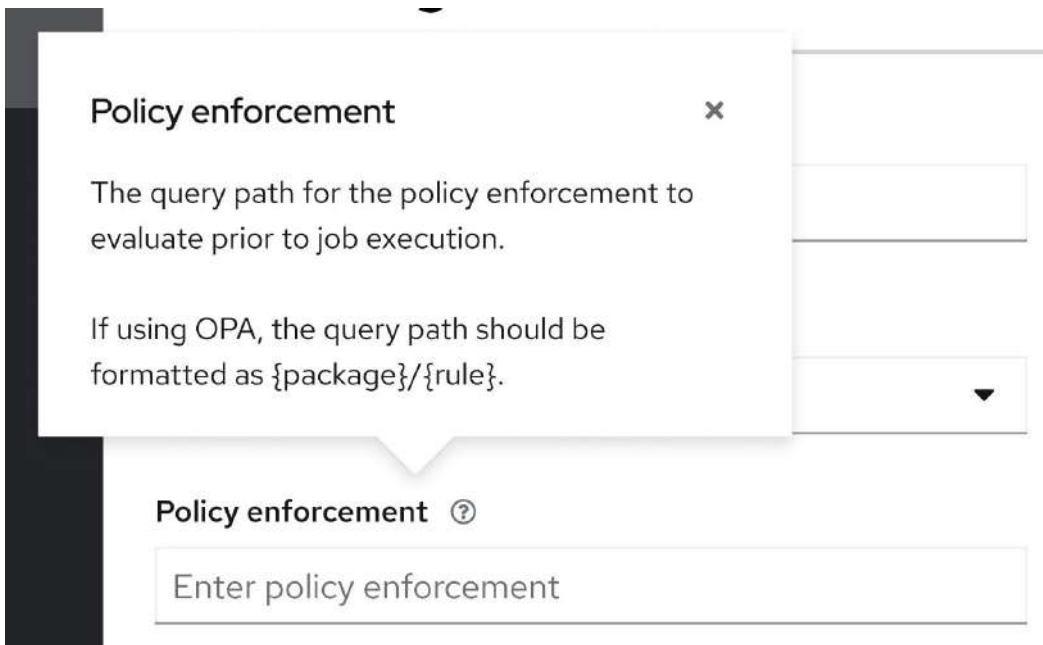 Policy enforcement
The query path for the policy enforcement to
evaluate prior to job execution.
If using OPA, the query path should be
formatted as {package}/{rule}.
Policy enforcement
Enter policy enforcement